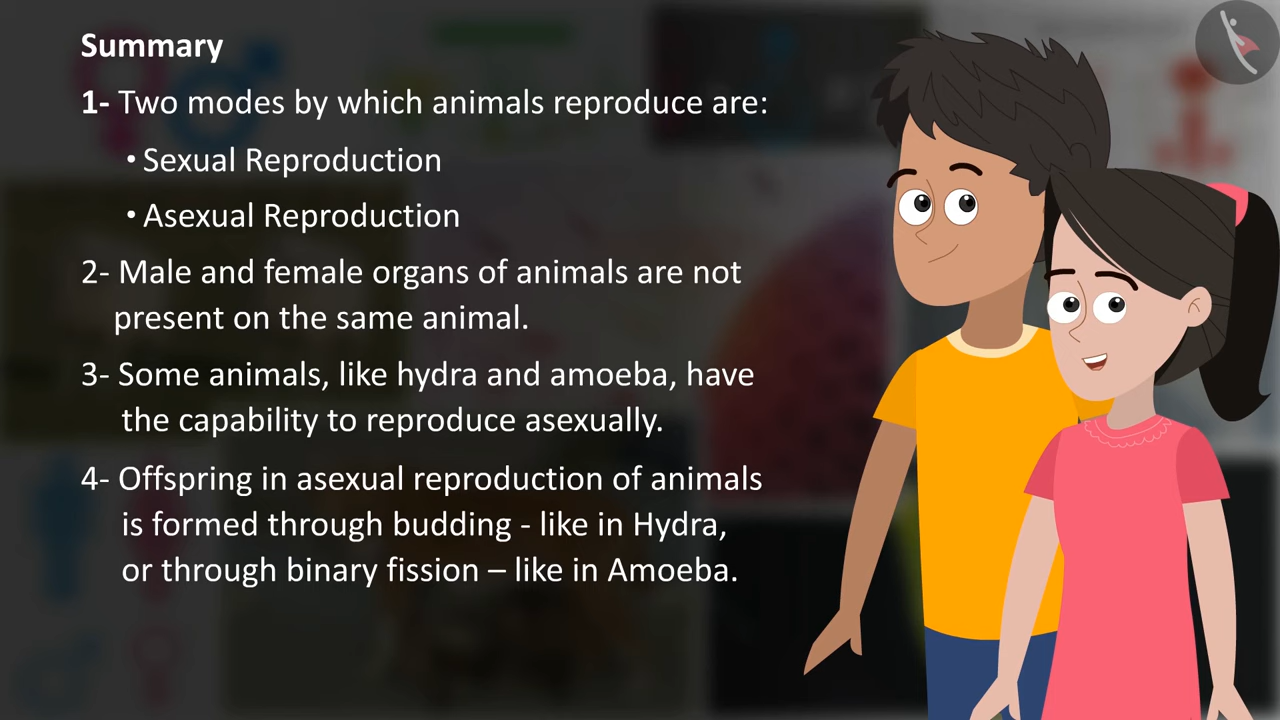 Summary
1- Two modes by which animals reproduce are:
• Sexual Reproduction
• Asexual Reproduction
2- Male and female organs of animals are not
present on the same animal.
3- Some animals, like hydra and amoeba, have
the capability to reproduce asexually.
4- Offspring in asexual reproduction of animals
is formed through budding - like in Hydra,
or through binary fission – like in Amoeba.